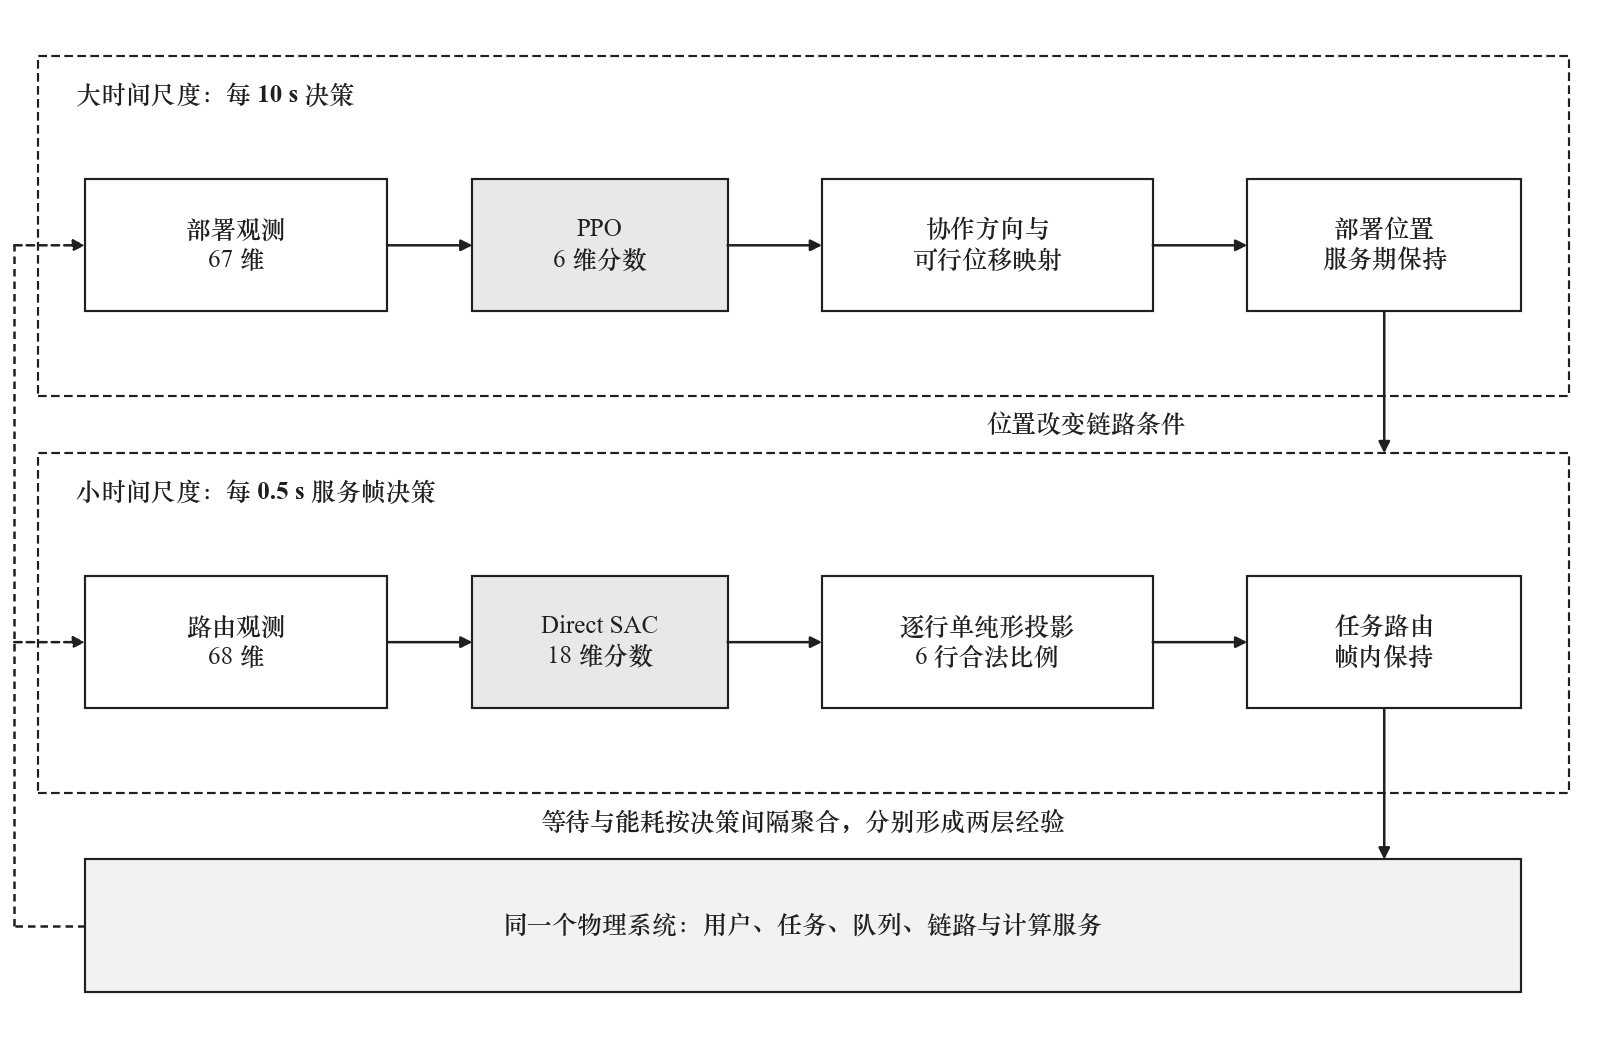 大时间尺度：每 10 s 决策
部署观测
67 维
PPO
6 维分数
协作方向与
可行位移映射
部署位置
服务期保持
位置改变链路条件
小时间尺度：每 0.5 s 服务帧决策
路由观测
68 维
Direct SAC
18 维分数
逐行单纯形投影
6 行合法比例
任务路由
帧内保持
等待与能耗按决策间隔聚合，分别形成两层经验
同一个物理系统：用户、任务、队列、链路与计算服务